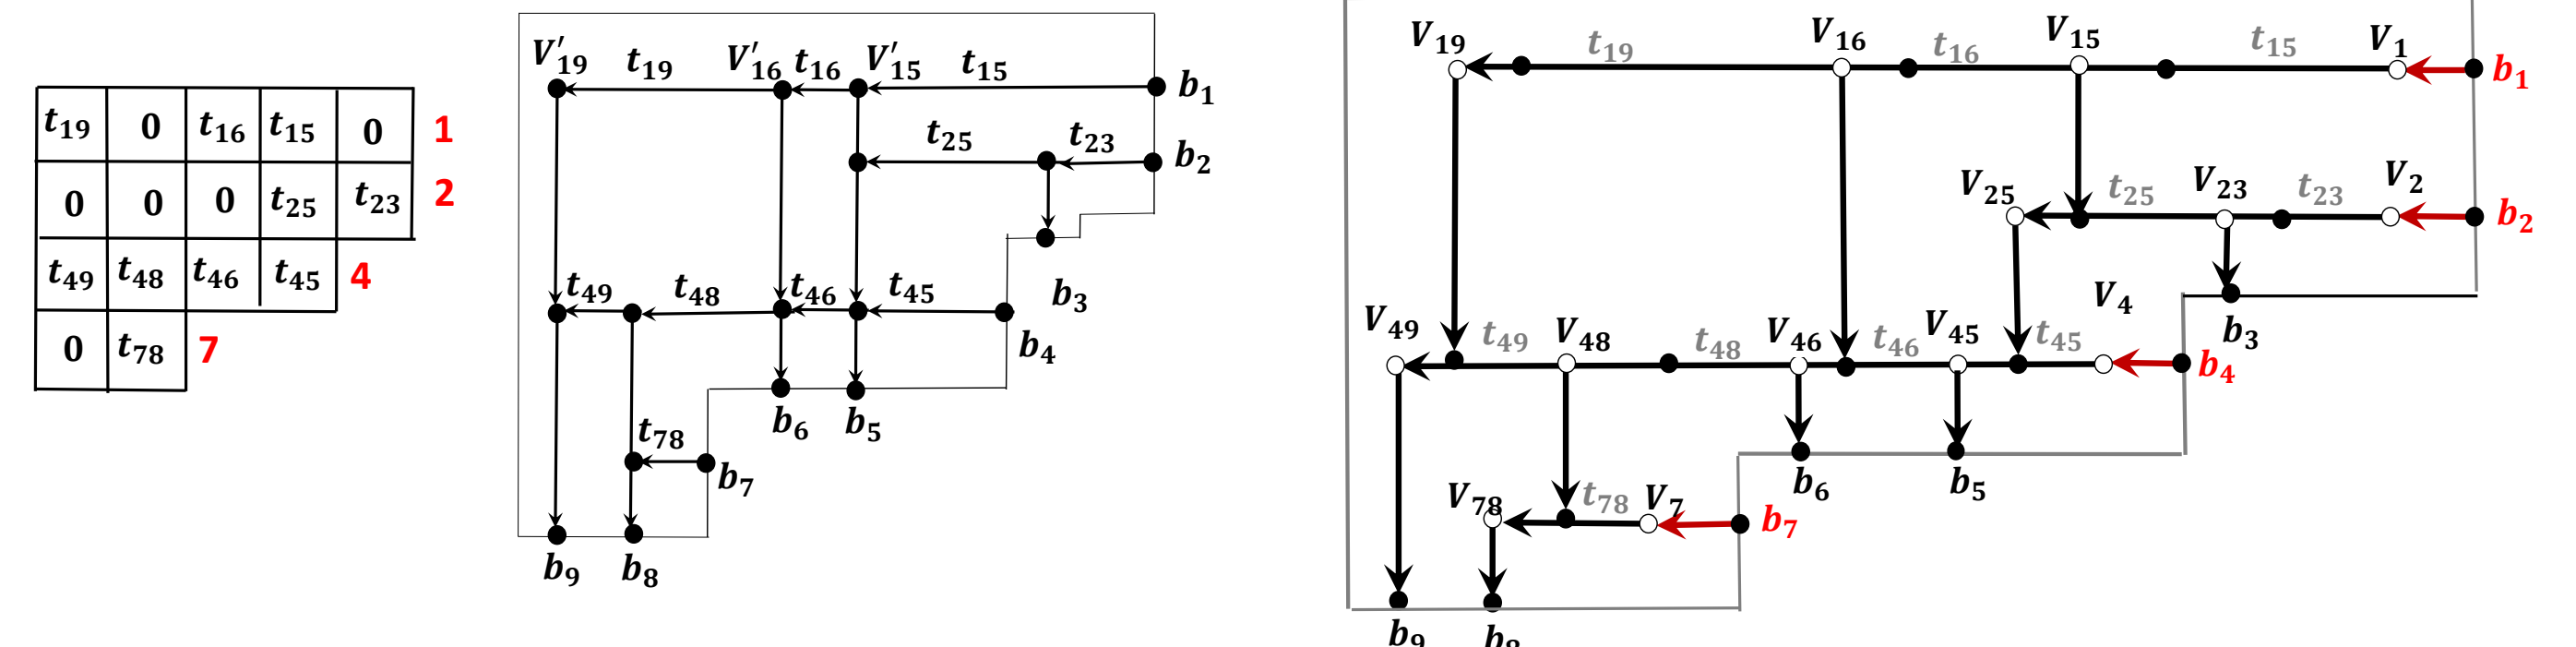 t19 0 t16 t15 0 1
0 0 0 t25 t23 2
t49 t48 t46 t45 4
0 t78 7
V′19 t19 V′16 t16 V′15 t15 b1
t25 t23 b2
b3
t49 t48 t46 t45 b4
b6 b5
t78 b7
b9 b8
V19 t19 V16 t16 V15 t15 V1 b1
V25 t25 V23 t23 V2 b2
b3
V49 t49 V48 t48 V46 t46 V45 t45 V4 b4
b6 b5
V78 t78 V7 b7
b9 b8